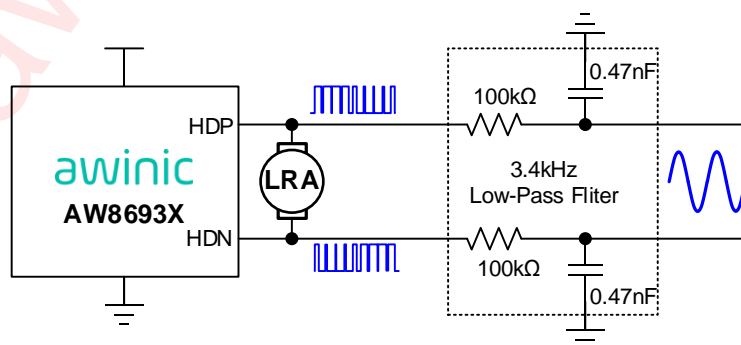 0.47nF
100kΩ
HDP
awinic
AW8693X
LRA
3.4kHz
Low-Pass Fliter
HDN
100kΩ
0.47nF